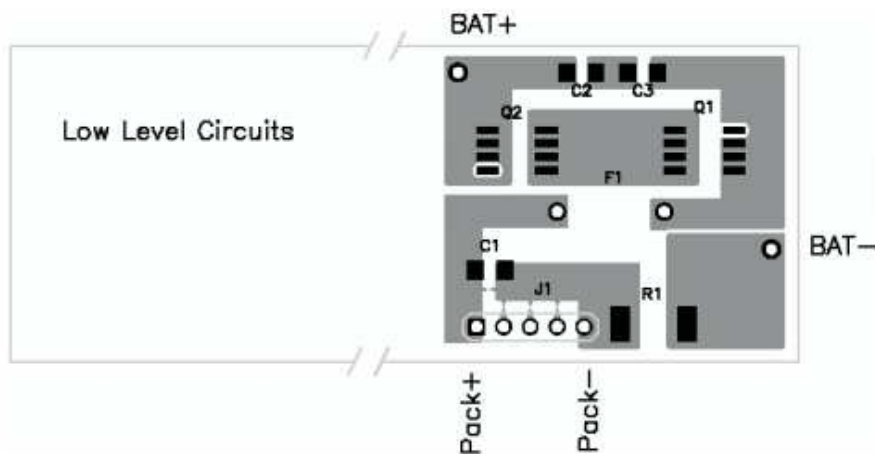 BAT+
C2
C3
Q2
Q1
Low Level Circuits
F1
C1
BAT-
J1
R1
Pack+
Pack-